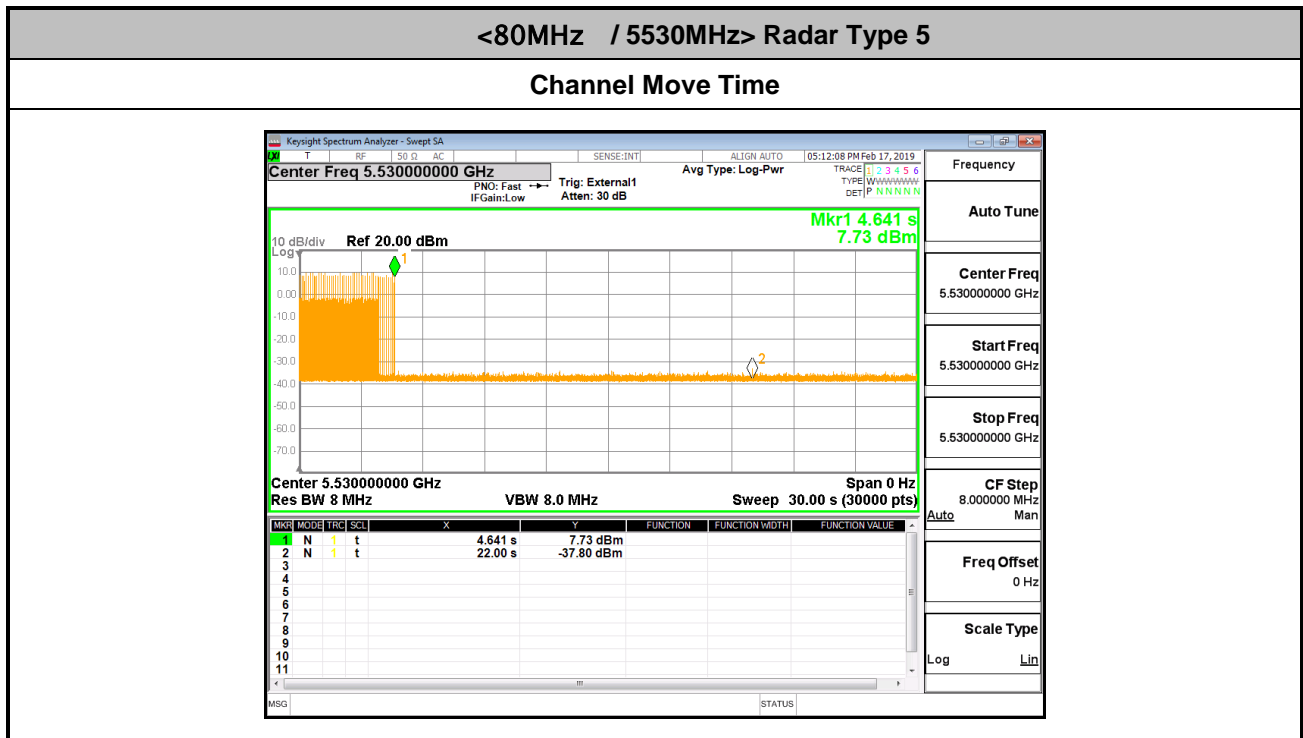 <80MHz / 5530MHz> Radar Type 5
Channel Move Time
Keysight Spectrum Analyzer - Swept SA
LXI T RF 50 Ω AC SENSE:INT ALIGN AUTO 05:12:08 PM Feb 17, 2019
Center Freq 5.530000000 GHz
PNO: Fast
IFGain:Low
Trig: External1
Atten: 30 dB
Avg Type: Log-Pwr
TRACE 1 2 3 4 5 6
TYPE WWWWWW
DET P N N N N N
Mkr1 4.641 s
7.73 dBm
10 dB/div Ref 20.00 dBm
Log
10.0
0.00
-10.0
-20.0
-30.0
-40.0
-50.0
-60.0
-70.0
1
2
Center 5.530000000 GHz Span 0 Hz
Res BW 8 MHz VBW 8.0 MHz Sweep 30.00 s (30000 pts)
MKR MODE TRC SCL X Y FUNCTION FUNCTION WIDTH FUNCTION VALUE
1 N 1 t 4.641 s 7.73 dBm
2 N 1 t 22.00 s -37.80 dBm
3
4
5
6
7
8
9
10
11
MSG STATUS
Frequency
Auto Tune
Center Freq
5.530000000 GHz
Start Freq
5.530000000 GHz
Stop Freq
5.530000000 GHz
CF Step
8.000000 MHz
Auto Man
Freq Offset
0 Hz
Scale Type
Log Lin